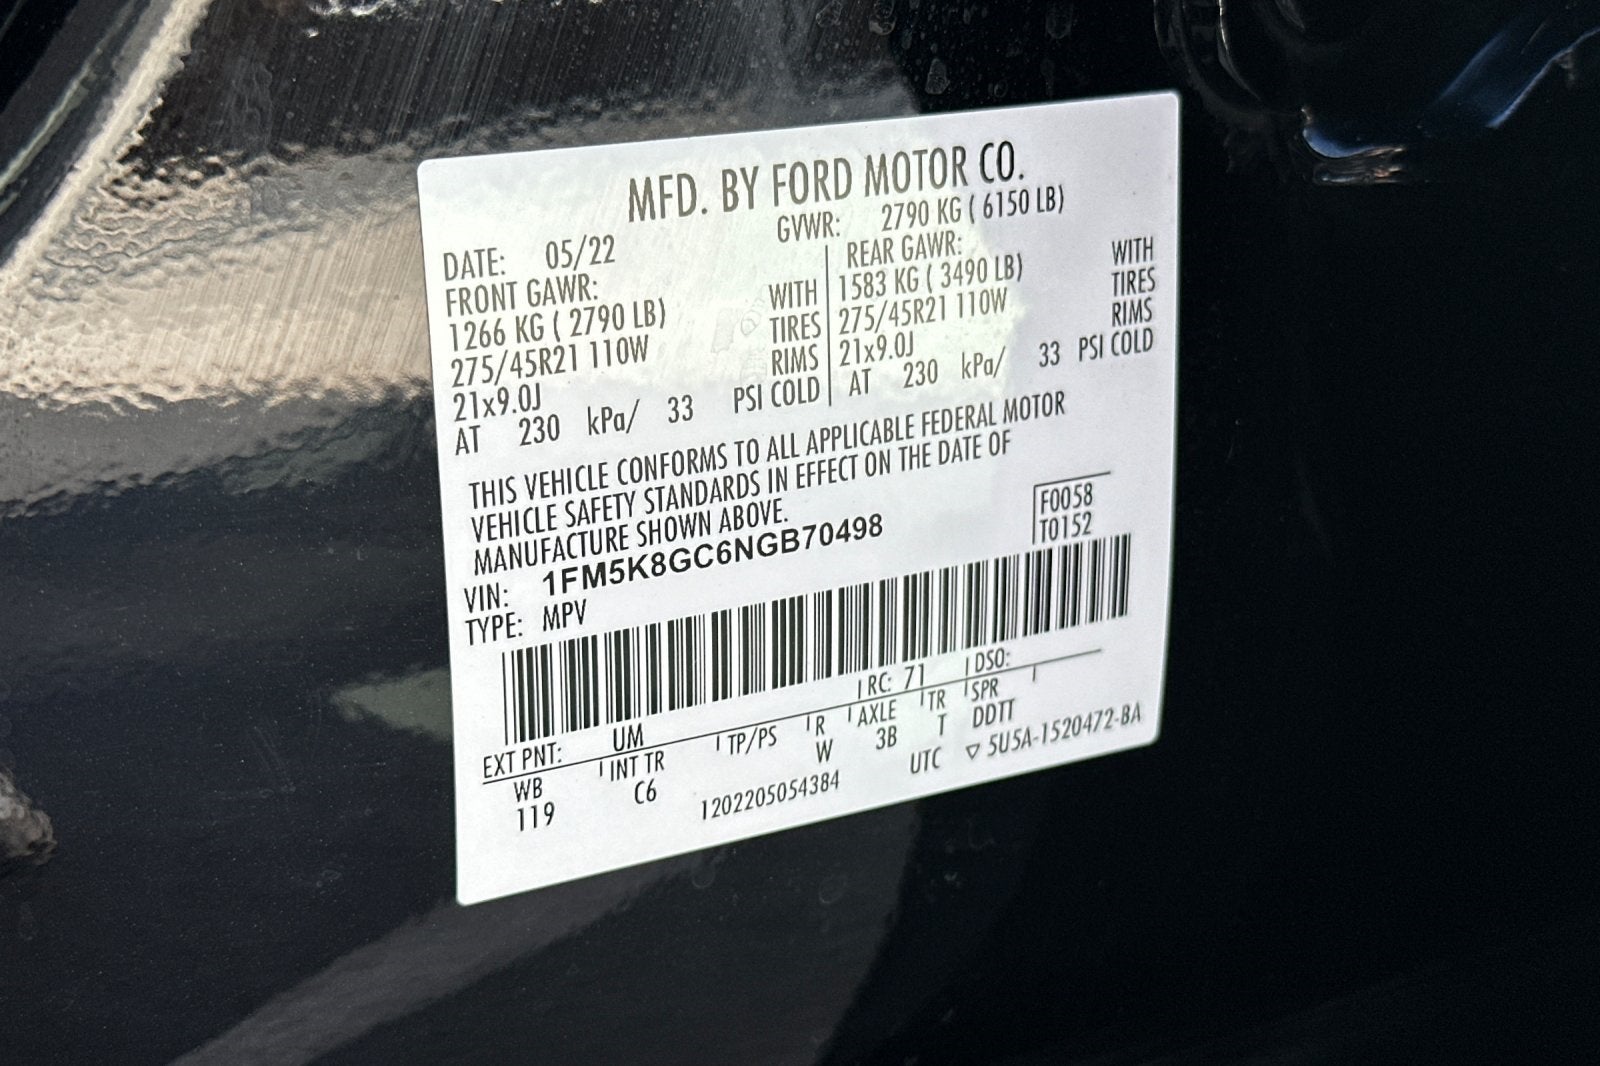 MFD. BY FORD MOTOR CO.
DATE: 05/22 GVWR: 2790 KG ( 6150 LB)
FRONT GAWR: REAR GAWR:
1266 KG ( 2790 LB) WITH 1583 KG ( 3490 LB) WITH
275/45R21 110W TIRES 275/45R21 110W TIRES
21x9.0J RIMS 21x9.0J RIMS
AT 230 kPa/ 33 PSI COLD AT 230 kPa/ 33 PSI COLD
THIS VEHICLE CONFORMS TO ALL APPLICABLE FEDERAL MOTOR
VEHICLE SAFETY STANDARDS IN EFFECT ON THE DATE OF
MANUFACTURE SHOWN ABOVE.
F0058
VIN: 1FM5K8GC6NGB70498 T0152
TYPE: MPV
EXT PNT: UM RC: 71 DSO:
WB INT TR TP/PS R AXLE TR SPR
119 C6 W 3B T DDTT
1202205054384 UTC ▽ 5U5A-1520472-BA